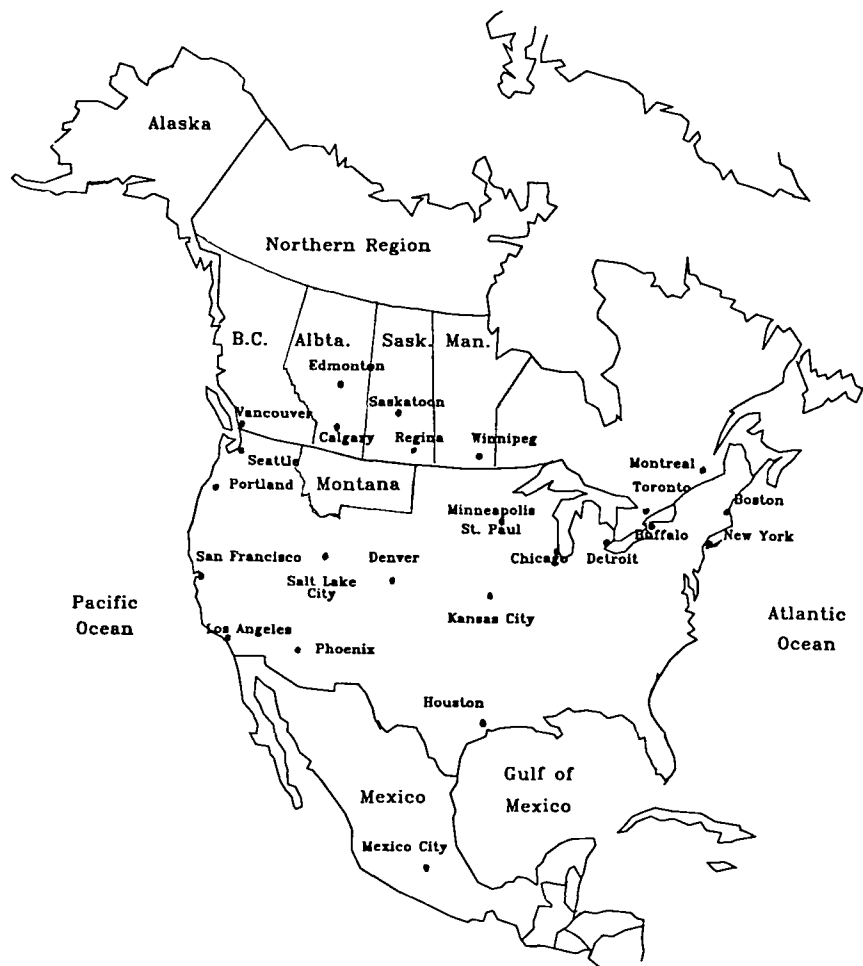 Alaska
Northern Region
B.C.
Albta.
Sask.
Man.
Edmonton
Saskatoon
Vancouver
Calgary
Regina
Winnipeg
Seattle
Montreal
Portland
Montana
Toronto
Minneapolis
St. Paul
Boston
Buffalo
New York
San Francisco
Denver
Chicago
Detroit
Salt Lake
City
Kansas City
Pacific
Ocean
Atlantic
Ocean
Los Angeles
Phoenix
Houston
Gulf of
Mexico
Mexico
Mexico City